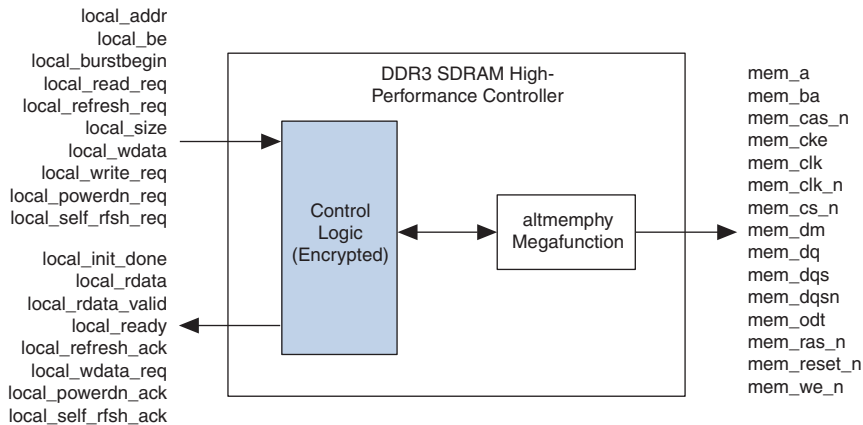 local_addr
local_be
local_burstbegin
local_read_req
local_refresh_req
local_size
local_wdata
local_write_req
local_powerdn_req
local_self_rfsh_req
local_init_done
local_rdata
local_rdata_valid
local_ready
local_refresh_ack
local_wdata_req
local_powerdn_ack
local_self_rfsh_ack
DDR3 SDRAM High-
Performance Controller
Control
Logic
(Encrypted)
altmemphy
Megafunction
mem_a
mem_ba
mem_cas_n
mem_cke
mem_clk
mem_clk_n
mem_cs_n
mem_dm
mem_dq
mem_dqs
mem_dqsn
mem_odt
mem_ras_n
mem_reset_n
mem_we_n